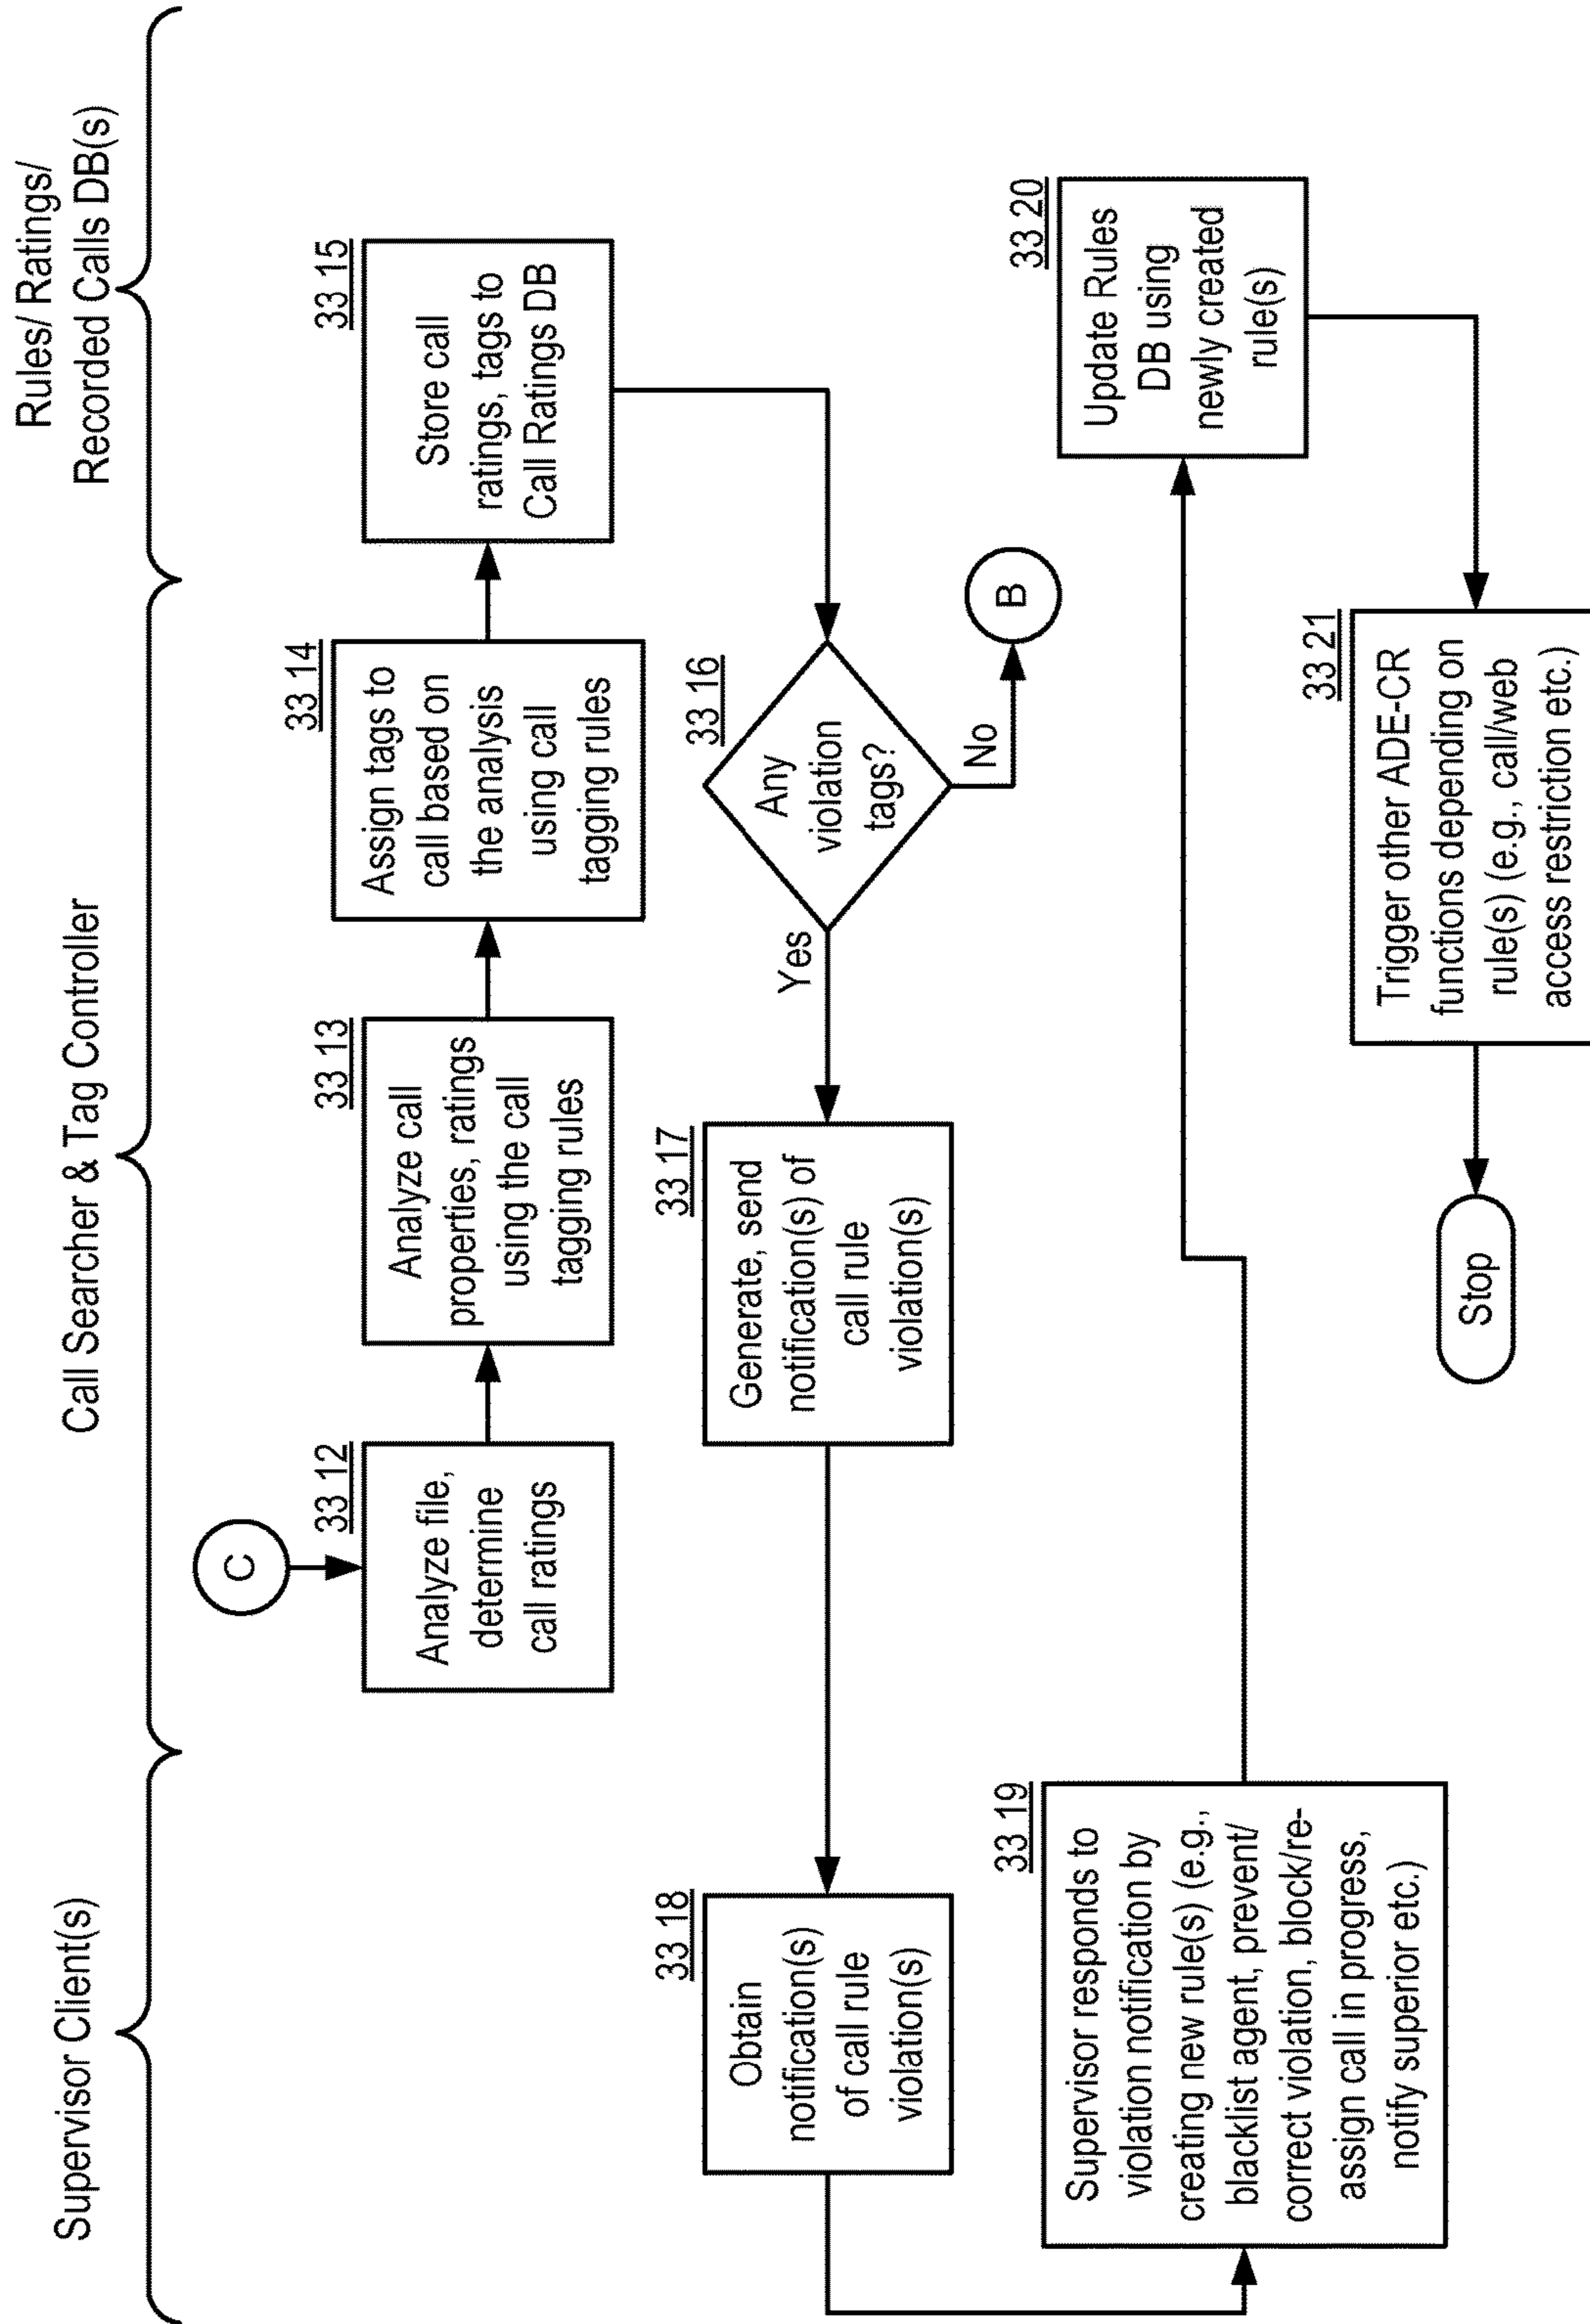 Supervisor Client(s)
Call Searcher & Tag Controller
Rules/ Ratings/
Recorded Calls DB(s)
C
33 12
Analyze file,
determine
call ratings
33 13
Analyze call
properties, ratings
using the call
tagging rules
33 14
Assign tags to
call based on
the analysis
using call
tagging rules
33 15
Store call
ratings, tags to
Call Ratings DB
33 16
Any
violation
tags?
Yes
No
B
33 17
Generate, send
notification(s) of
call rule
violation(s)
33 18
Obtain
notification(s)
of call rule
violation(s)
33 19
Supervisor responds to
violation notification by
creating new rule(s) (e.g.,
blacklist agent, prevent/
correct violation, block/re-
assign call in progress,
notify superior etc.)
33 20
Update Rules
DB using
newly created
rule(s)
33 21
Trigger other ADE-CR
functions depending on
rule(s) (e.g., call/web
access restriction etc.)
Stop